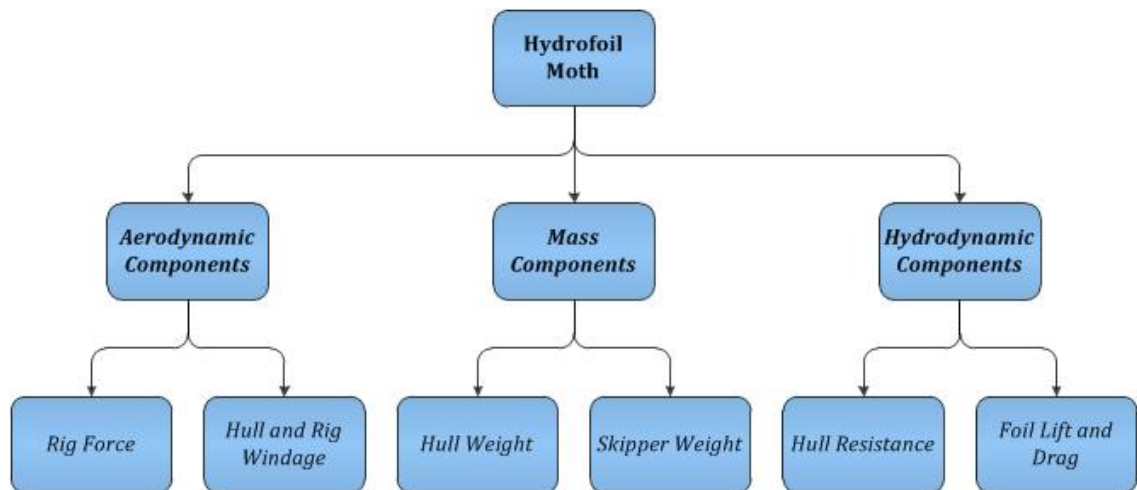 Hydrofoil
Moth
Aerodynamic
Components
Mass
Components
Hydrodynamic
Components
Rig Force
Hull and Rig
Windage
Hull Weight
Skipper Weight
Hull Resistance
Foil Lift and
Drag